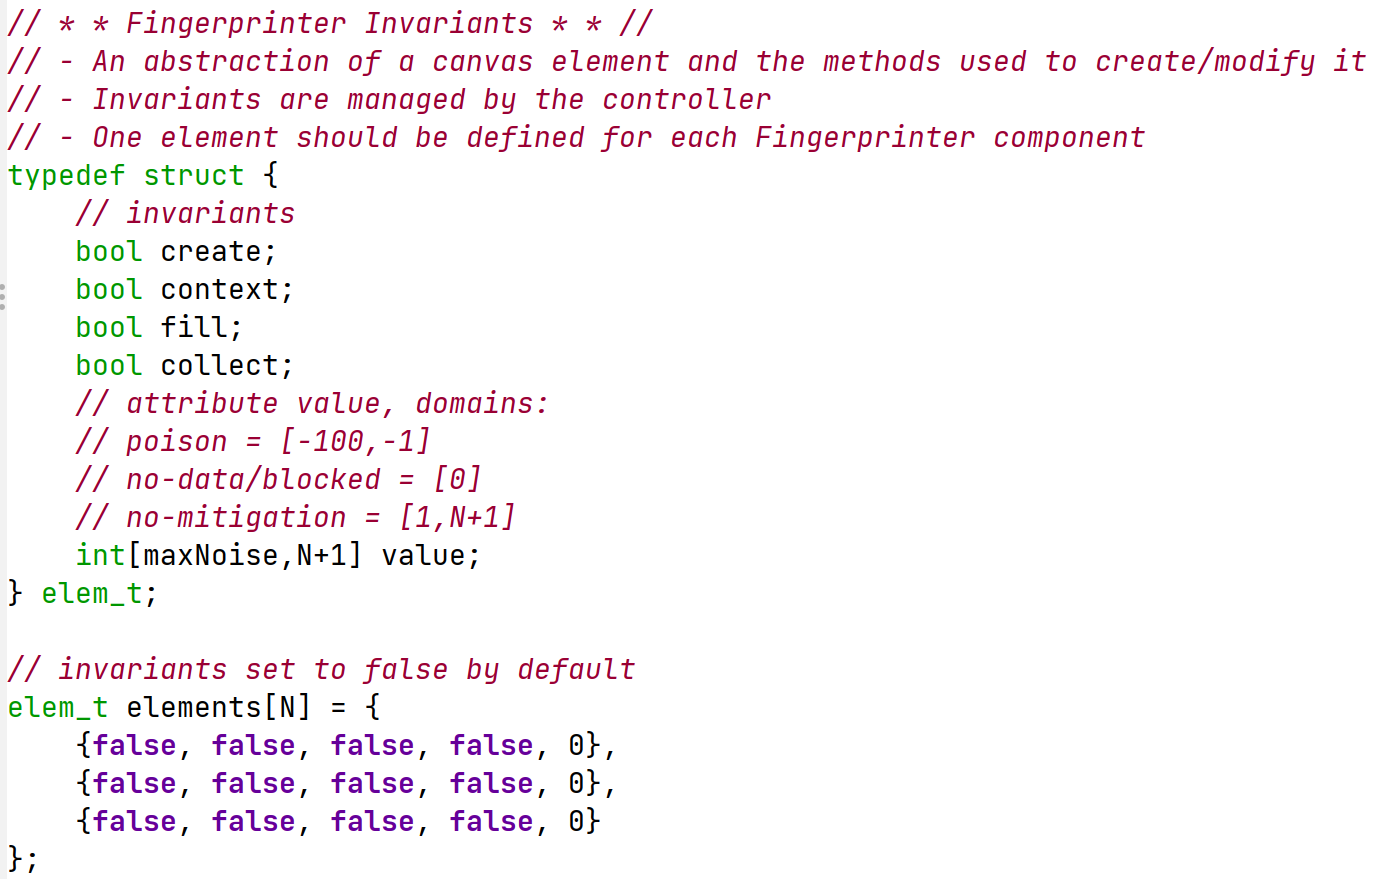 // * * Fingerprinter Invariants * * //
// - An abstraction of a canvas element and the methods used to create/modify it
// - Invariants are managed by the controller
// - One element should be defined for each Fingerprinter component
typedef struct {
    // invariants
    bool create;
    bool context;
    bool fill;
    bool collect;
    // attribute value, domains:
    // poison = [-100,-1]
    // no-data/blocked = [0]
    // no-mitigation = [1,N+1]
    int[maxNoise,N+1] value;
} elem_t;

// invariants set to false by default
elem_t elements[N] = {
    {false, false, false, false, 0},
    {false, false, false, false, 0},
    {false, false, false, false, 0}
};